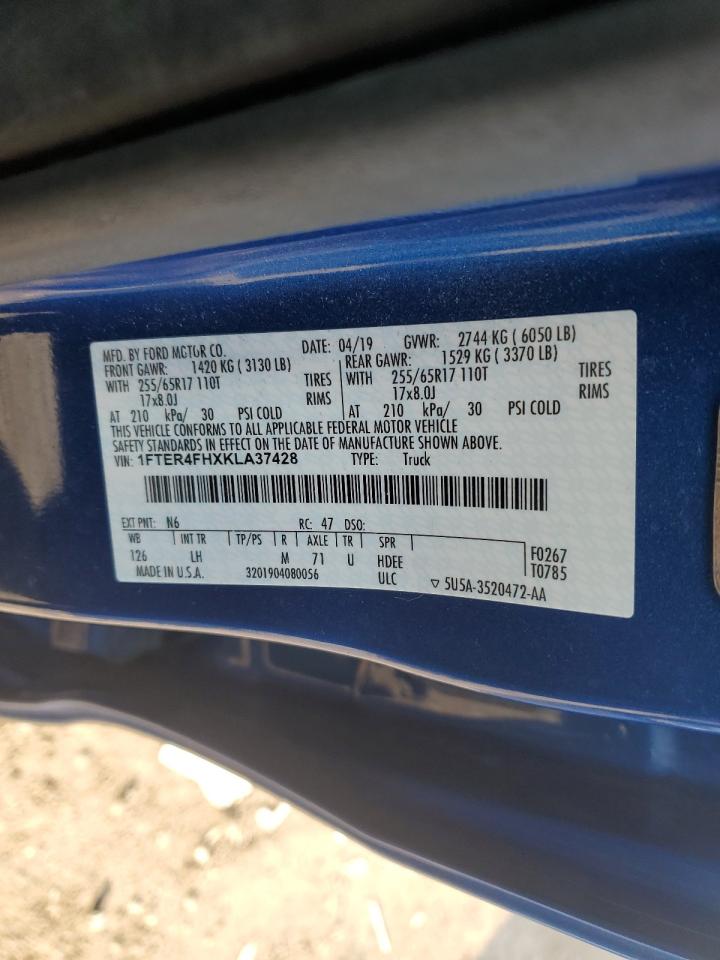 MFD. BY FORD MOTOR CO. DATE: 04/19 GVWR: 2744 KG ( 6050 LB)
FRONT GAWR: 1420 KG ( 3130 LB) REAR GAWR: 1529 KG ( 3370 LB)
WITH 255/65R17 110T TIRES WITH 255/65R17 110T TIRES
17x8.0J RIMS 17x8.0J RIMS
AT 210 kPa/ 30 PSI COLD AT 210 kPa/ 30 PSI COLD
THIS VEHICLE CONFORMS TO ALL APPLICABLE FEDERAL MOTOR VEHICLE
SAFETY STANDARDS IN EFFECT ON THE DATE OF MANUFACTURE SHOWN ABOVE.
VIN: 1FTER4FHXKLA37428 TYPE: Truck
EXT PNT: N6 RC: 47 DSO:
WB INT TR TP/PS R AXLE TR SPR F0267
126 LH M 71 U HDEE T0785
MADE IN U.S.A. 3201904080056 ULC ▽ 5U5A-3520472-AA